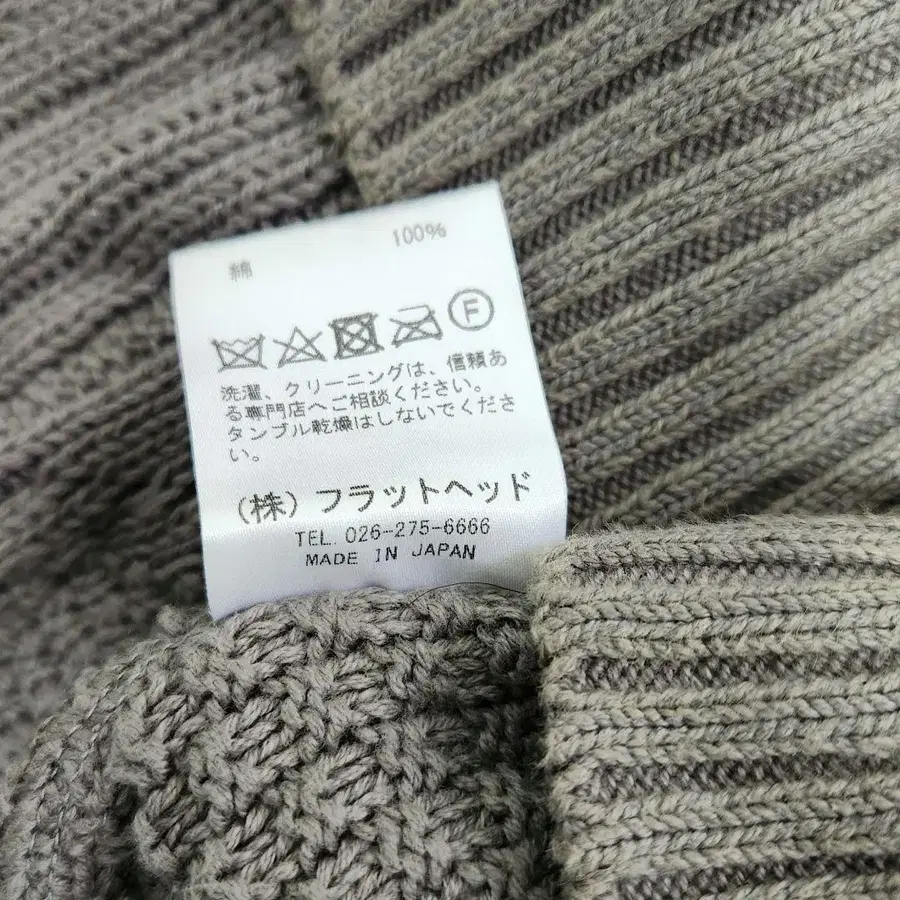 綿 100%
F
洗濯、クリーニングは、信頼あ
る専門店へご相談ください。
タンブル乾燥はしないでくださ
い。
(株)フラットヘッド
TEL. 026-275-6666
MADE IN JAPAN